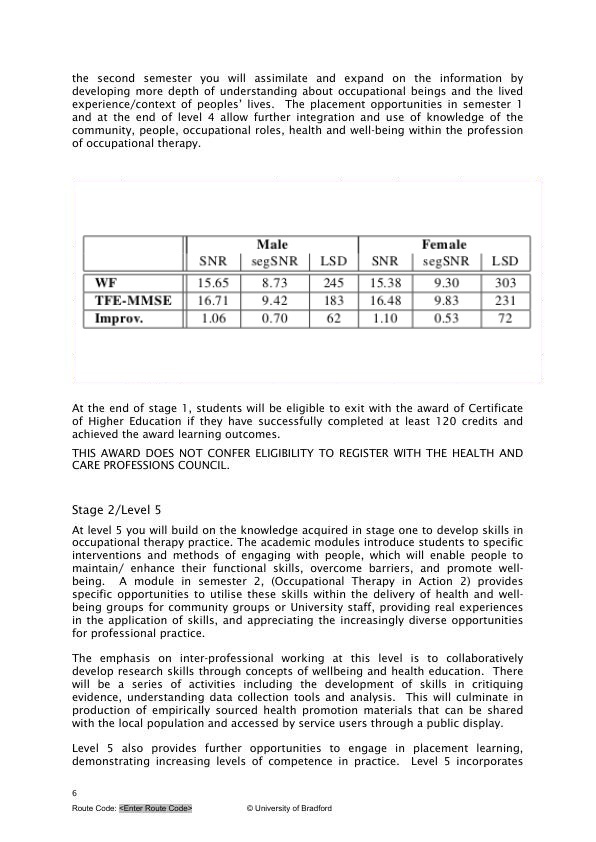 the second semester you will assimilate and expand on the information by
developing more depth of understanding about occupational beings and the lived
experience/context of peoples' lives. The placement opportunities in semester 1
and at the end of level 4 allow further integration and use of knowledge of the
community, people, occupational roles, health and well-being within the profession
of occupational therapy.
Male Female
SNR segSNR LSD SNR segSNR LSD
WF 15.65 8.73 245 15.38 9.30 303
TFE-MMSE 16.71 9.42 183 16.48 9.83 231
Improv. 1.06 0.70 62 1.10 0.53 72
At the end of stage 1, students will be eligible to exit with the award of Certificate
of Higher Education if they have successfully completed at least 120 credits and
achieved the award learning outcomes.
THIS AWARD DOES NOT CONFER ELIGIBILITY TO REGISTER WITH THE HEALTH AND
CARE PROFESSIONS COUNCIL.
Stage 2/Level 5
At level 5 you will build on the knowledge acquired in stage one to develop skills in
occupational therapy practice. The academic modules introduce students to specific
interventions and methods of engaging with people, which will enable people to
maintain/ enhance their functional skills, overcome barriers, and promote well-
being. A module in semester 2, (Occupational Therapy in Action 2) provides
specific opportunities to utilise these skills within the delivery of health and well-
being groups for community groups or University staff, providing real experiences
in the application of skills, and appreciating the increasingly diverse opportunities
for professional practice.
The emphasis on inter-professional working at this level is to collaboratively
develop research skills through concepts of wellbeing and health education. There
will be a series of activities including the development of skills in critiquing
evidence, understanding data collection tools and analysis. This will culminate in
production of empirically sourced health promotion materials that can be shared
with the local population and accessed by service users through a public display.
Level 5 also provides further opportunities to engage in placement learning,
demonstrating increasing levels of competence in practice. Level 5 incorporates
6
Route Code: <Enter Route Code> © University of Bradford